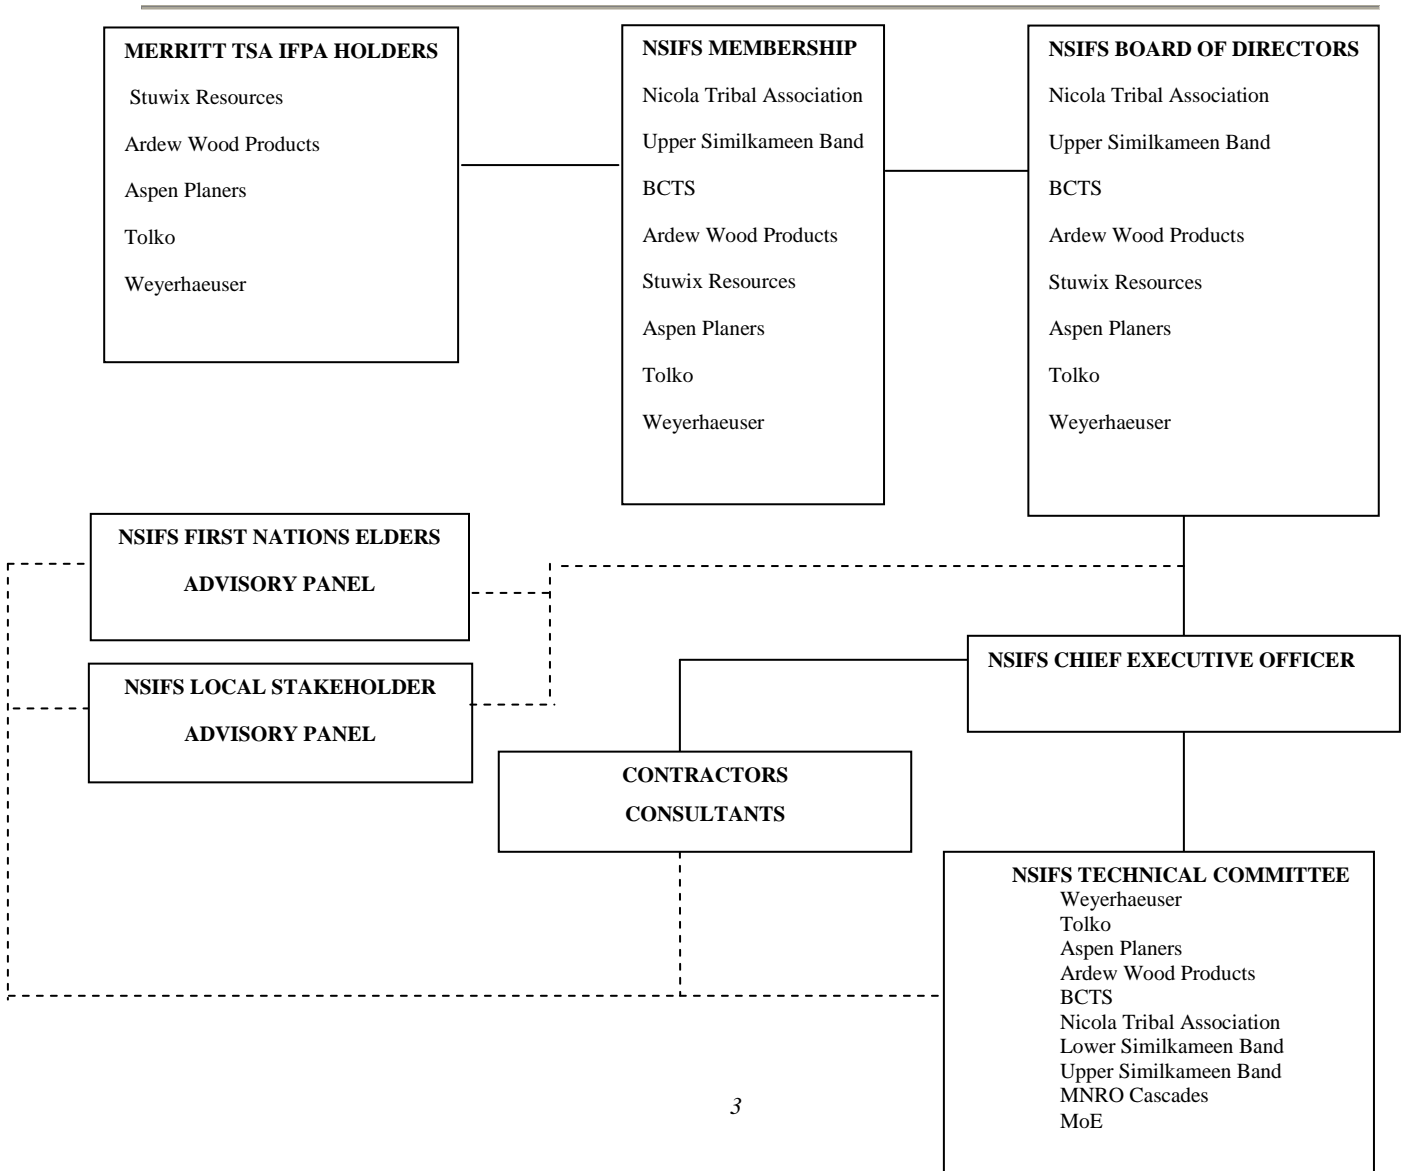 MERRITT TSA IFPA HOLDERS
Stuwix Resources
Ardew Wood Products
Aspen Planers
Tolko
Weyerhaeuser
NSIFS MEMBERSHIP
Nicola Tribal Association
Upper Similkameen Band
BCTS
Ardew Wood Products
Stuwix Resources
Aspen Planers
Tolko
Weyerhaeuser
NSIFS BOARD OF DIRECTORS
Nicola Tribal Association
Upper Similkameen Band
BCTS
Ardew Wood Products
Stuwix Resources
Aspen Planers
Tolko
Weyerhaeuser
NSIFS FIRST NATIONS ELDERS
ADVISORY PANEL
NSIFS LOCAL STAKEHOLDER
ADVISORY PANEL
NSIFS CHIEF EXECUTIVE OFFICER
CONTRACTORS
CONSULTANTS
NSIFS TECHNICAL COMMITTEE
Weyerhaeuser
Tolko
Aspen Planers
Ardew Wood Products
BCTS
Nicola Tribal Association
Lower Similkameen Band
Upper Similkameen Band
MNRO Cascades
MoE
3